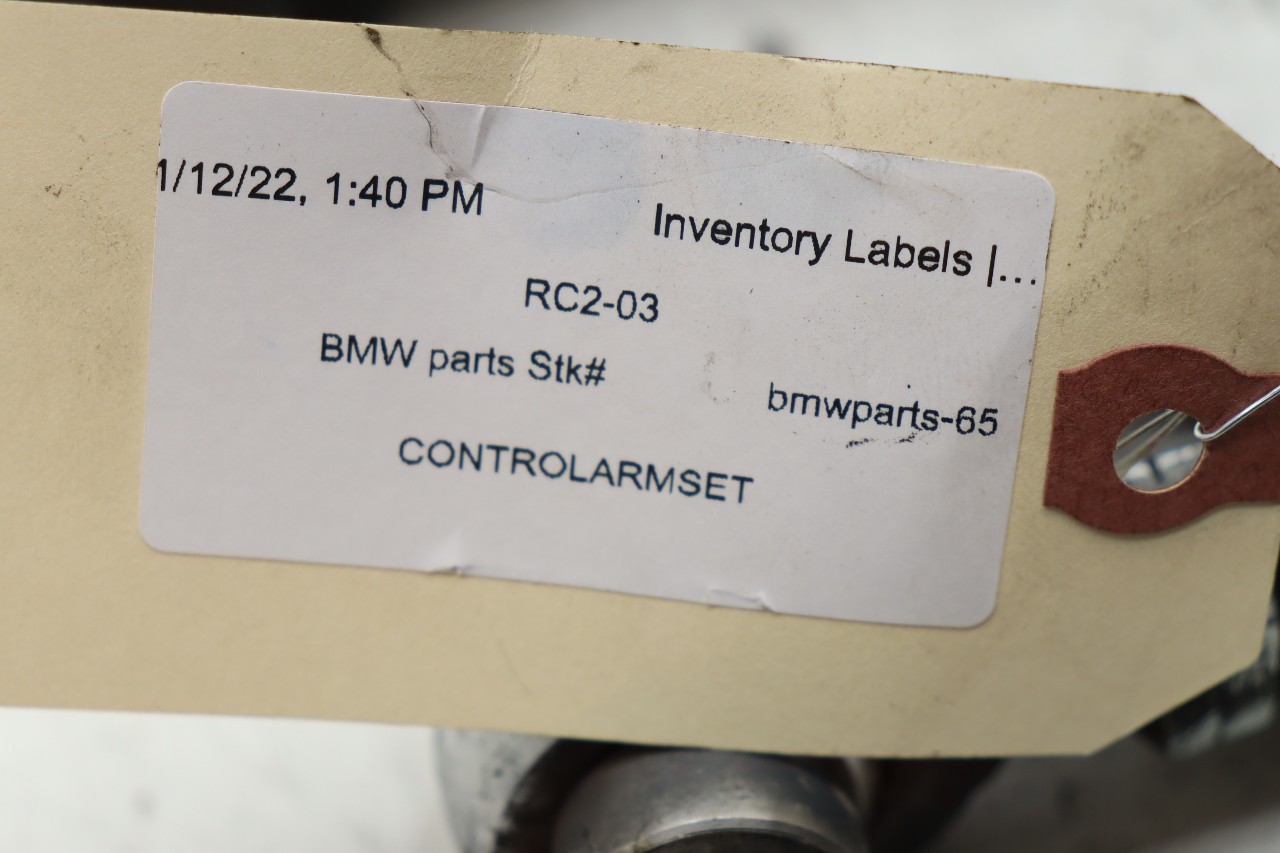 1/12/22, 1:40 PM
Inventory Labels |...
RC2-03
BMW parts Stk#
bmwparts-65
CONTROLARMSET